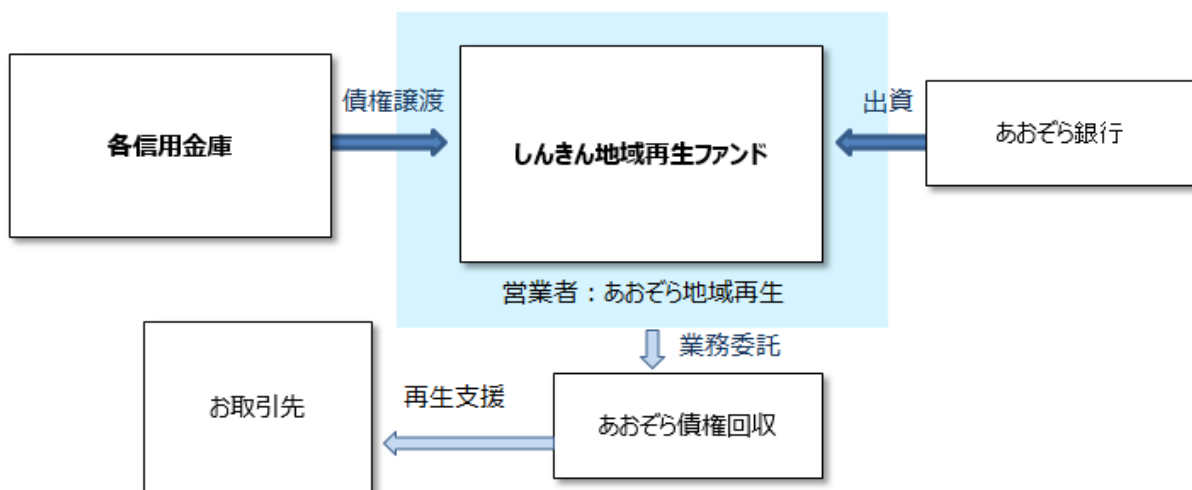 債権譲渡
出資
各信用金庫
しんきん地域再生ファンド
あおぞら銀行
営業者：あおぞら地域再生
業務委託
お取引先
再生支援
あおぞら債権回収